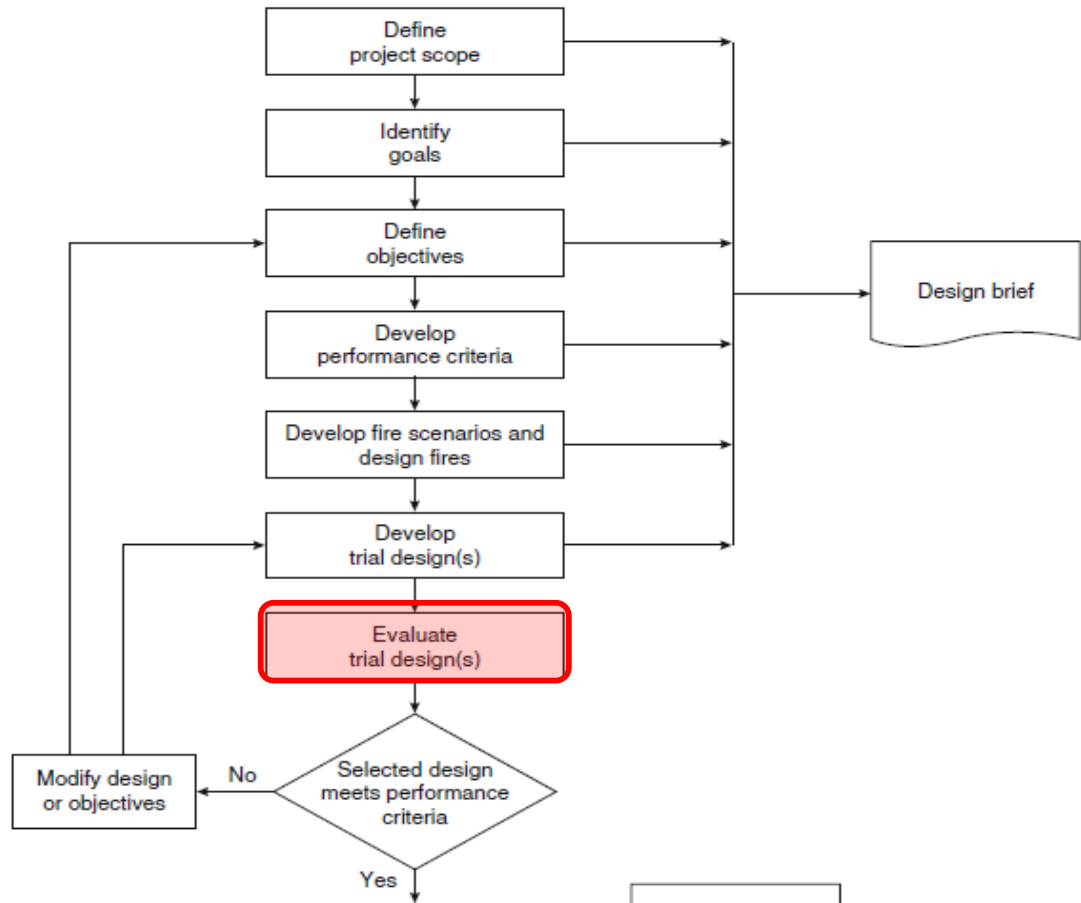 Define
project scope
Identify
goals
Define
objectives
Design brief
Develop
performance criteria
Develop fire scenarios and
design fires
Develop
trial design(s)
Evaluate
trial design(s)
Selected design
meets performance
criteria
No
Modify design
or objectives
Yes